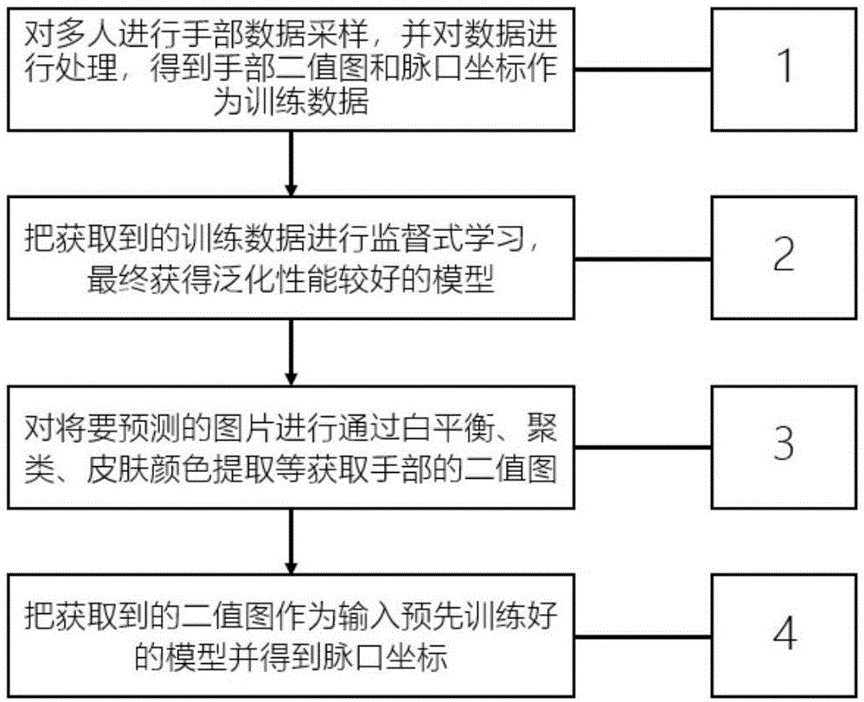 对多人进行手部数据采样，并对数据进
行处理，得到手部二值图和脉口坐标作
为训练数据
1
把获取到的训练数据进行监督式学习，
最终获得泛化性能较好的模型
2
对将要预测的图片进行通过白平衡、聚
类、皮肤颜色提取等获取手部的二值图
3
把获取到的二值图作为输入预先训练好
的模型并得到脉口坐标
4